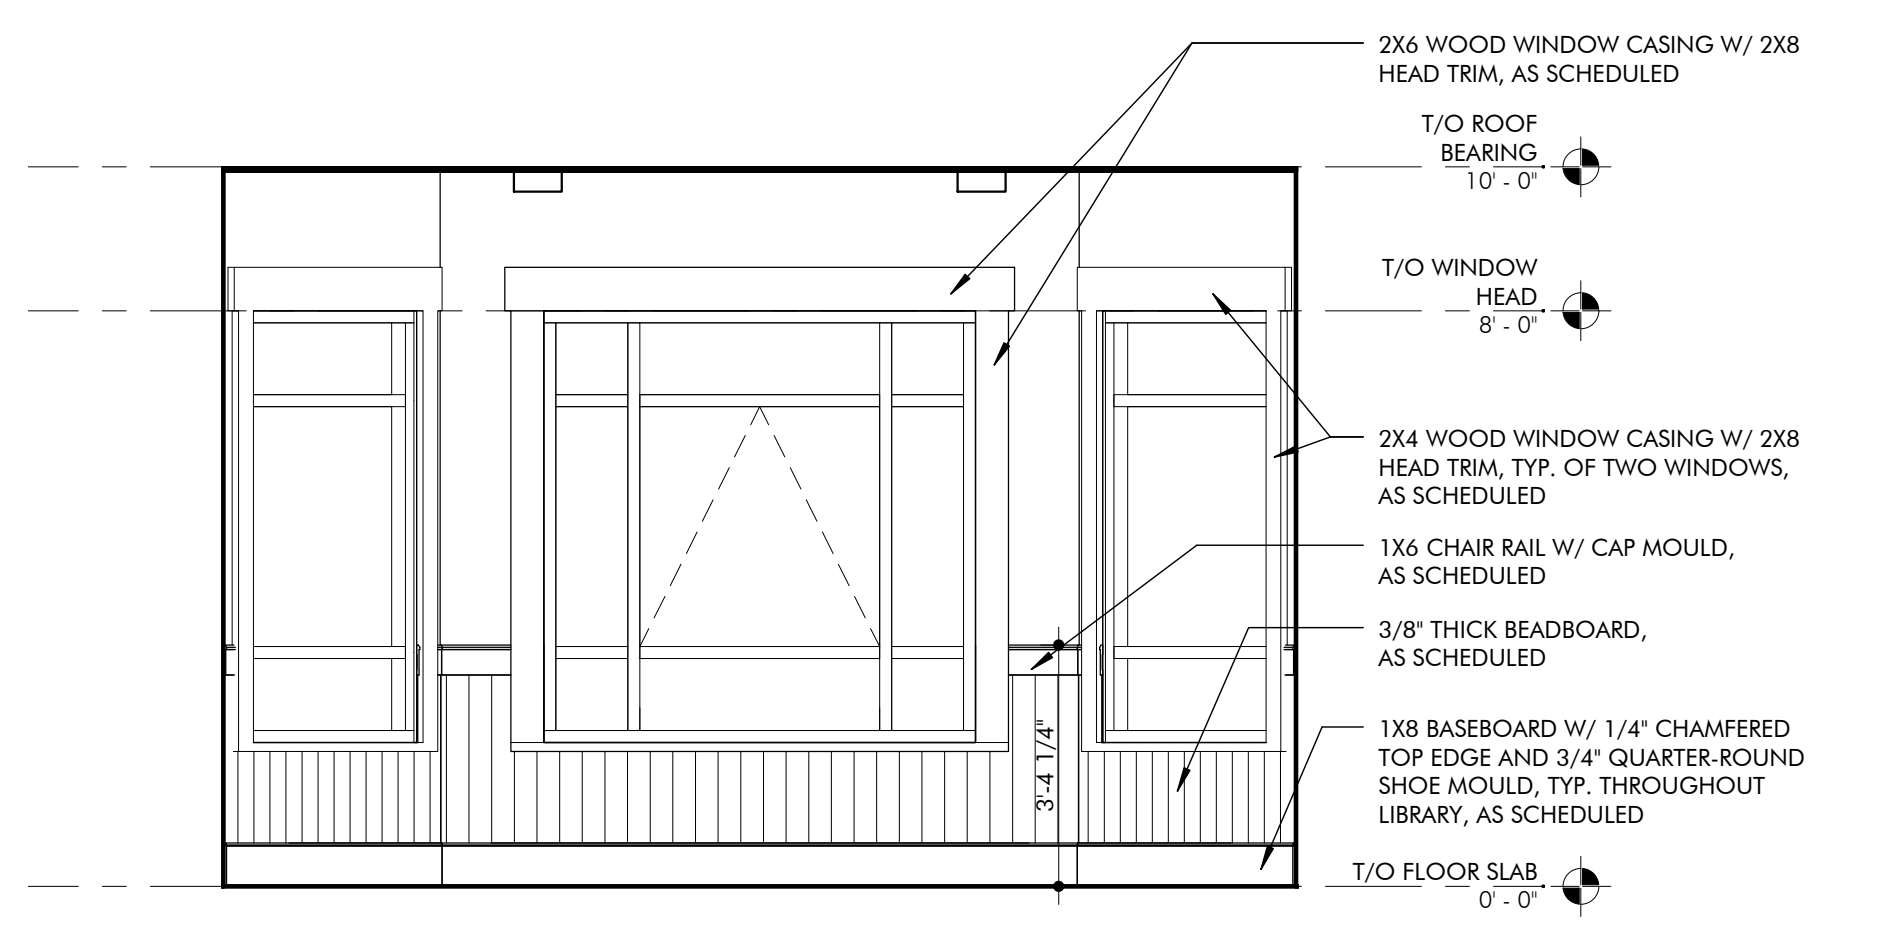 2X6 WOOD WINDOW CASING W/ 2X8
HEAD TRIM, AS SCHEDULED
T/O ROOF
BEARING
10' - 0"
T/O WINDOW
HEAD
8' - 0"
2X4 WOOD WINDOW CASING W/ 2X8
HEAD TRIM, TYP. OF TWO WINDOWS,
AS SCHEDULED
1X6 CHAIR RAIL W/ CAP MOULD,
AS SCHEDULED
3/8" THICK BEADBOARD,
AS SCHEDULED
3'-4 1/4"
1X8 BASEBOARD W/ 1/4" CHAMFERED
TOP EDGE AND 3/4" QUARTER-ROUND
SHOE MOULD, TYP. THROUGHOUT
LIBRARY, AS SCHEDULED
T/O FLOOR SLAB
0' - 0"